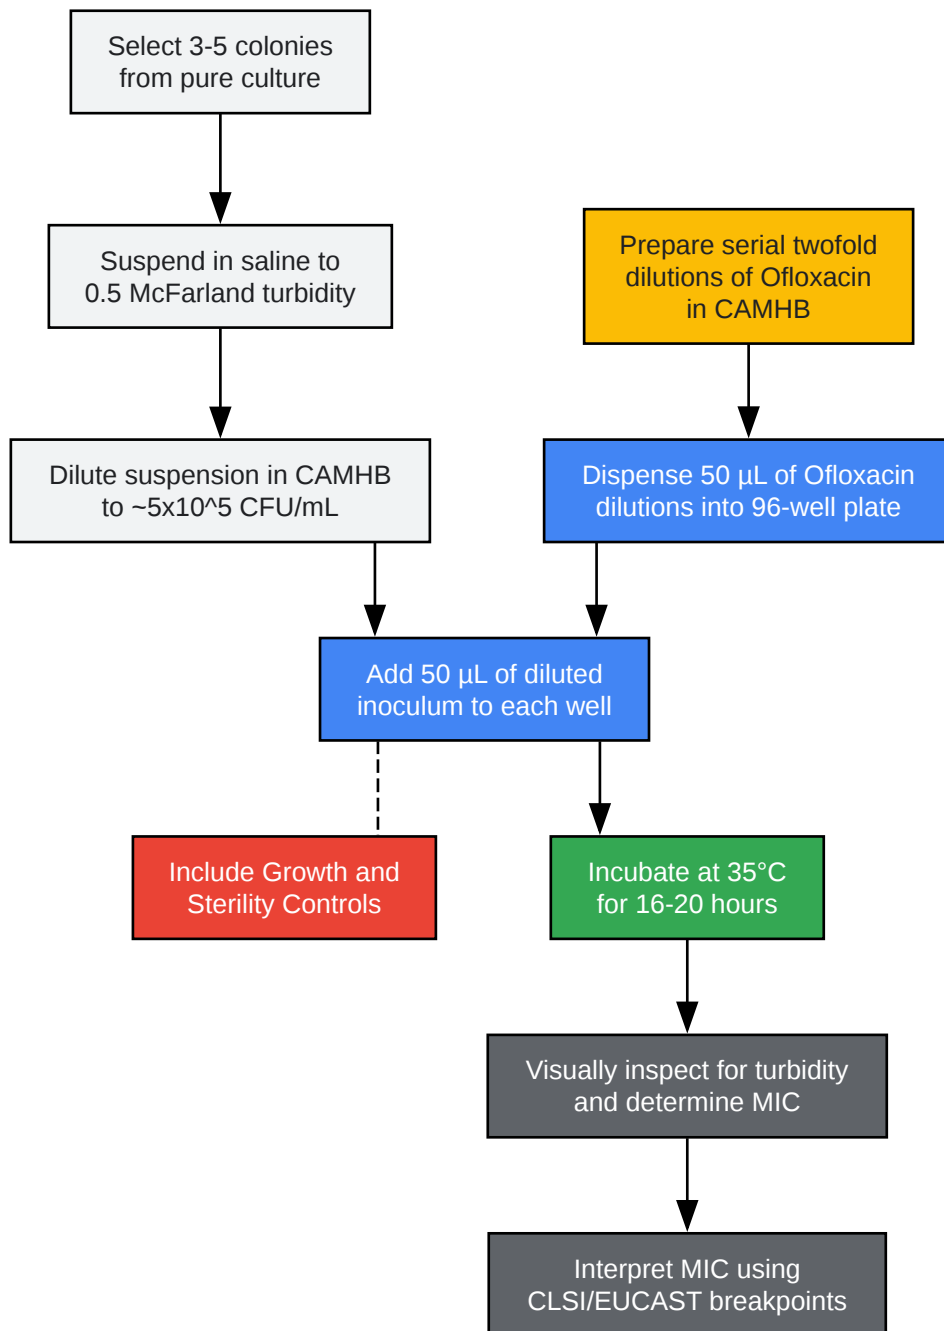 Select 3-5 colonies
from pure culture
Suspend in saline to
0.5 McFarland turbidity
Prepare serial twofold
dilutions of Ofloxacin
in CAMHB
Dilute suspension in CAMHB
to ~5x10^5 CFU/mL
Dispense 50 µL of Ofloxacin
dilutions into 96-well plate
Add 50 µL of diluted
inoculum to each well
Include Growth and
Sterility Controls
Incubate at 35°C
for 16-20 hours
Visually inspect for turbidity
and determine MIC
Interpret MIC using
CLSI/EUCAST breakpoints